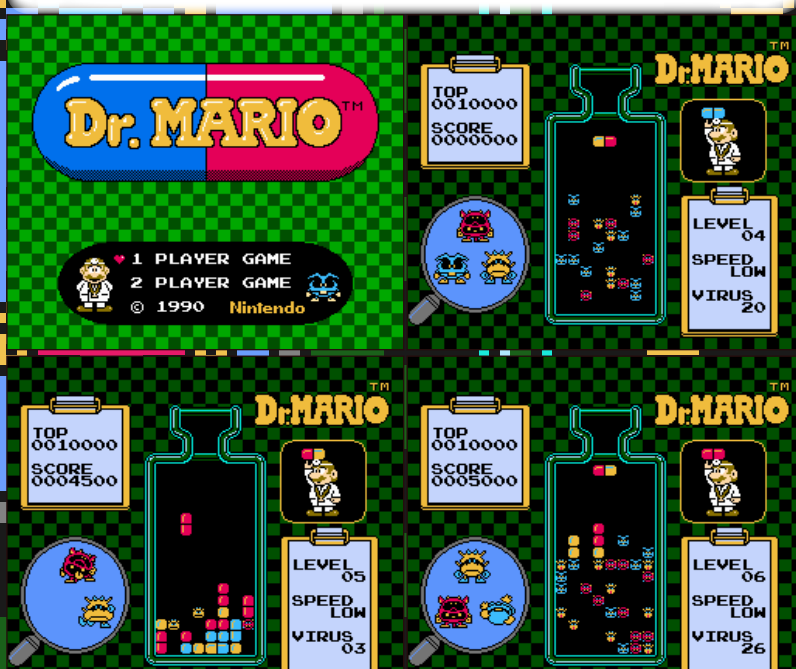 Dr. MARIO™
1 PLAYER GAME
2 PLAYER GAME
© 1990 Nintendo
Dr. MARIO™
TOP
0010000
SCORE
0000000
LEVEL
04
SPEED
LOW
VIRUS
20
Dr. MARIO™
TOP
0010000
SCORE
0004500
LEVEL
05
SPEED
LOW
VIRUS
03
Dr. MARIO™
TOP
0010000
SCORE
0005000
LEVEL
06
SPEED
LOW
VIRUS
26